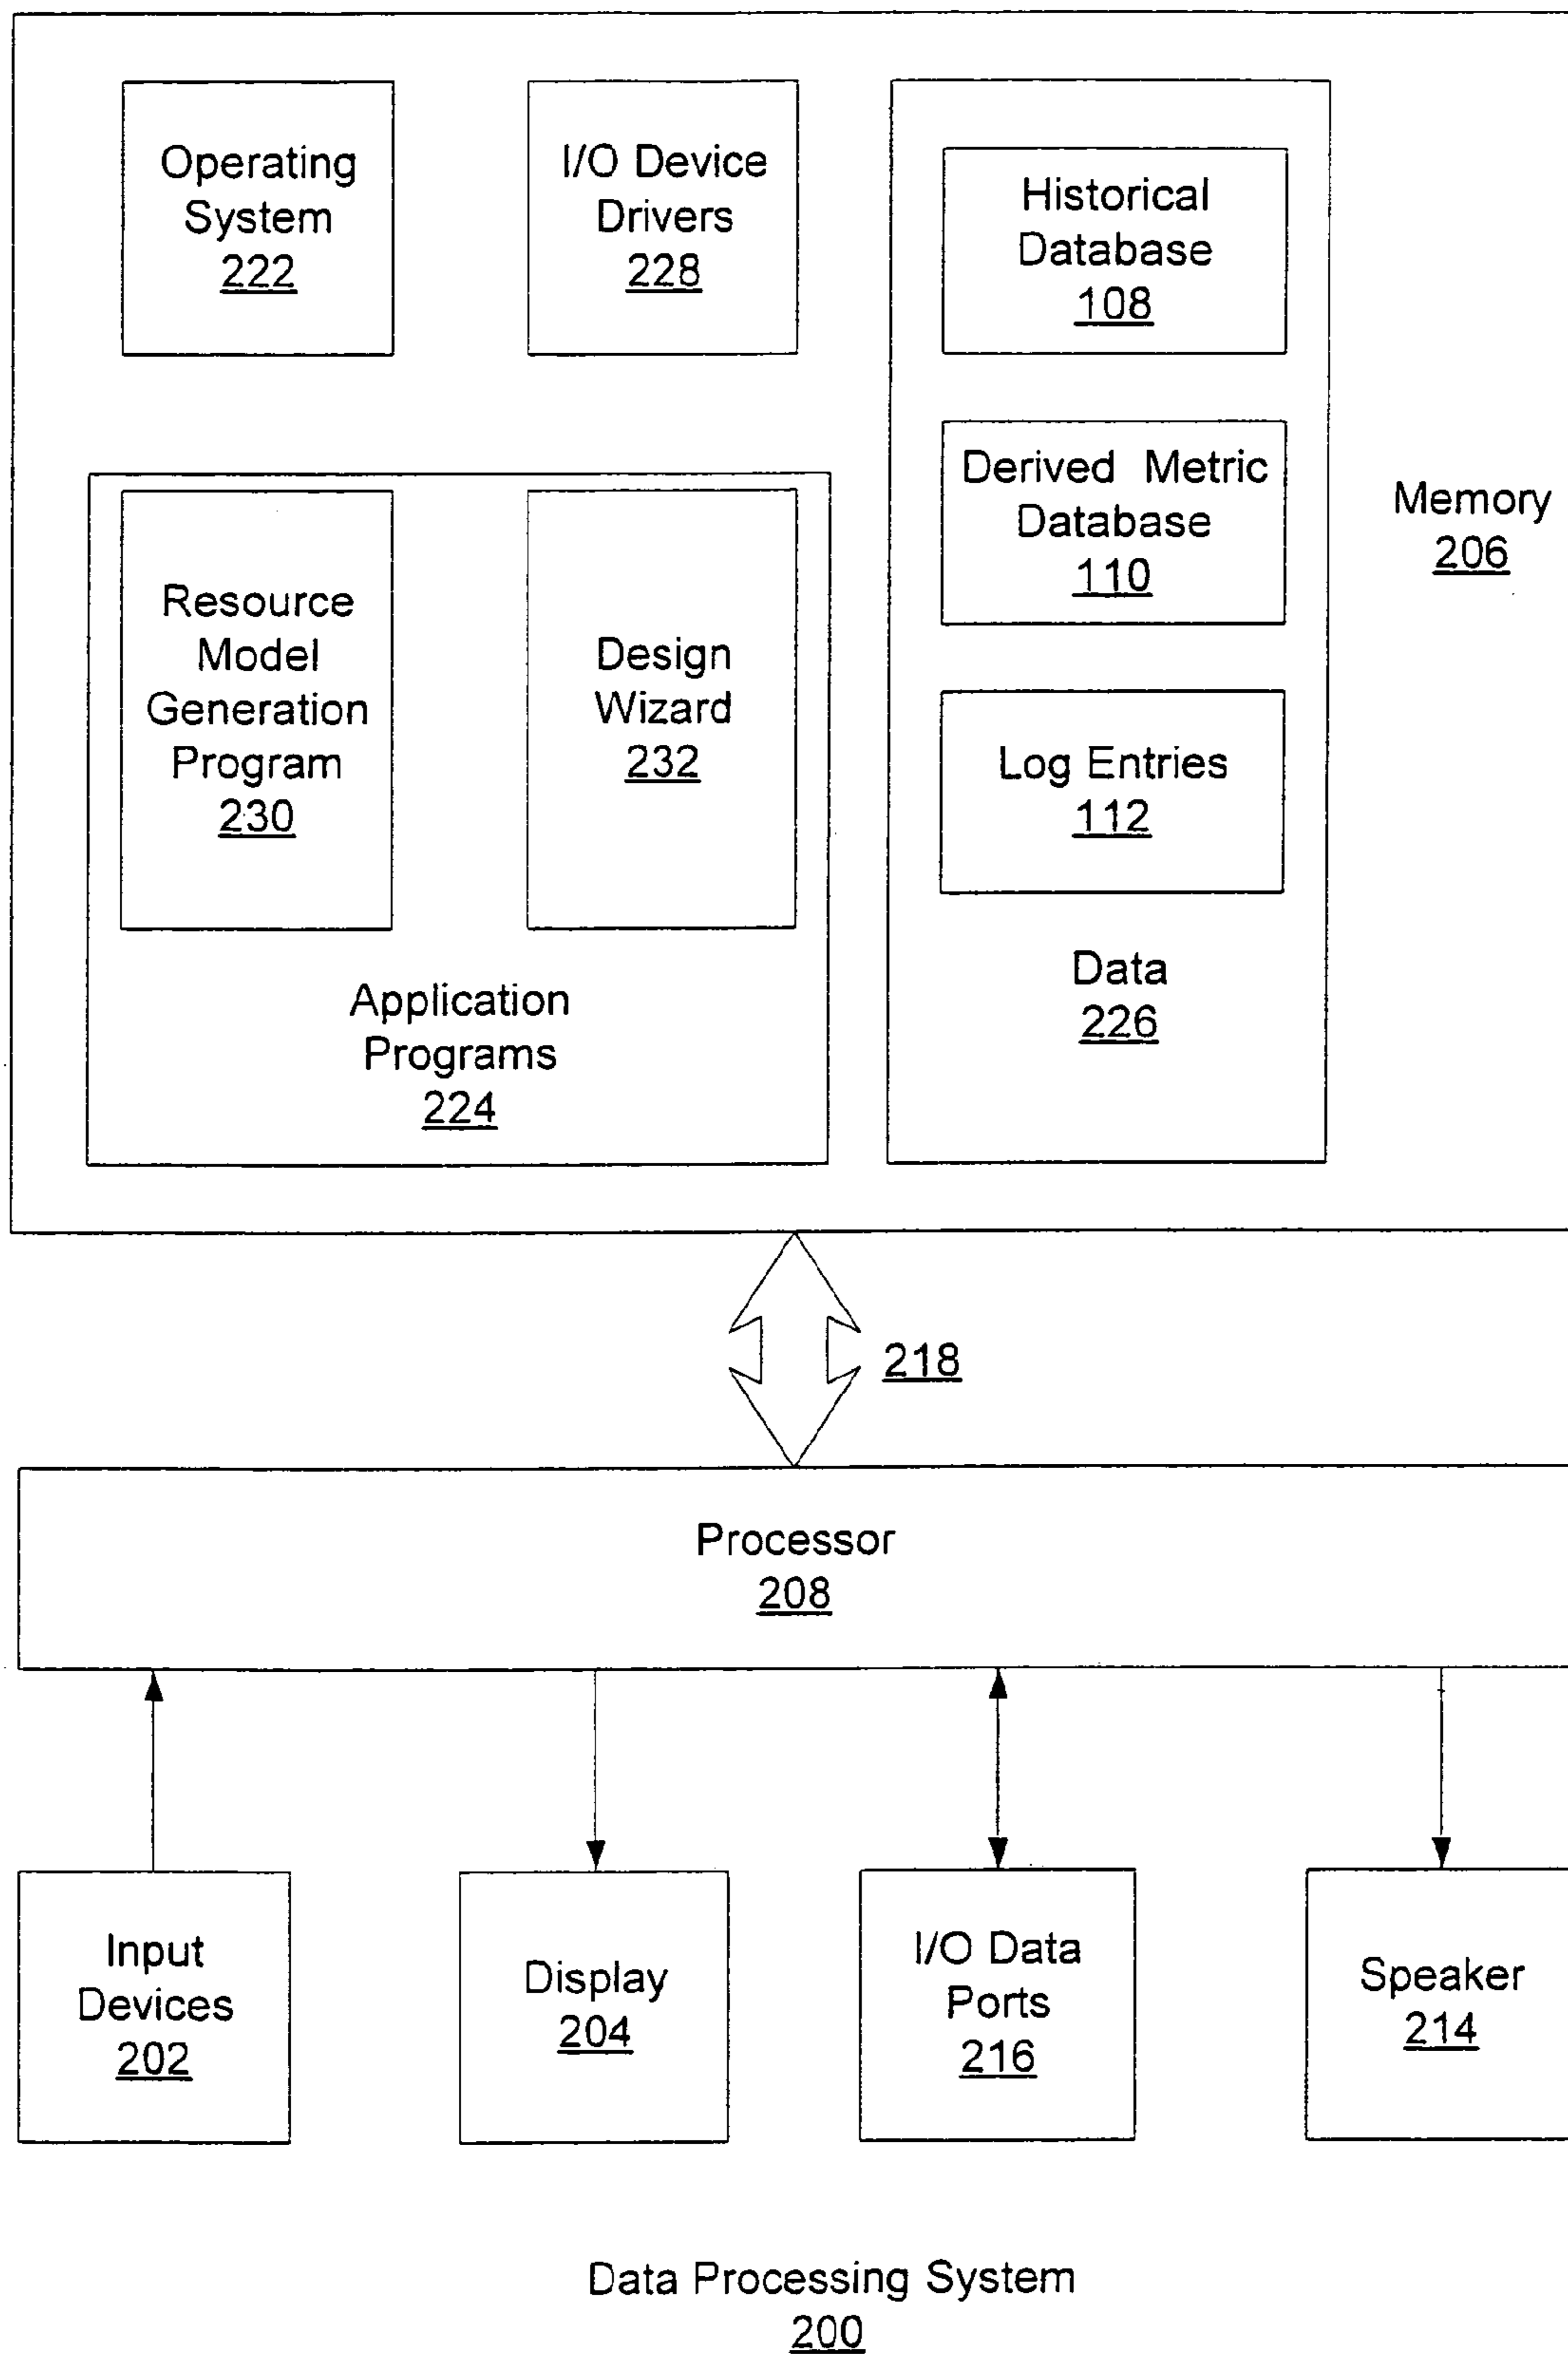 Operating
System
222
I/O Device
Drivers
228
Historical
Database
108
Derived Metric
Database
110
Log Entries
112
Data
226
Memory
206
Resource
Model
Generation
Program
230
Design
Wizard
232
Application
Programs
224
218
Processor
208
Input
Devices
202
Display
204
I/O Data
Ports
216
Speaker
214
Data Processing System
200